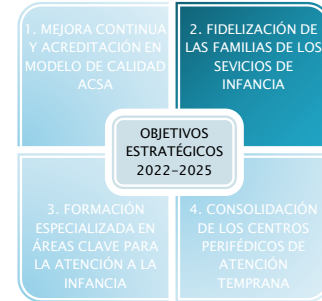 1. MEJORA CONTINUA
Y ACREDITACIÓN EN
MODELO DE CALIDAD
ACSA
2. FIDELIZACIÓN DE
LAS FAMILIAS DE LOS
SEVICIOS DE
INFANCIA
OBJETIVOS
ESTRATÉGICOS
2022-2025
3. FORMACIÓN
ESPECIALIZADA EN
ÁREAS CLAVE PARA
LA ATENCIÓN A LA
INFANCIA
4. CONSOLIDACIÓN
DE LOS CENTROS
PERIFÉDICOS DE
ATENCIÓN
TEMPRANA